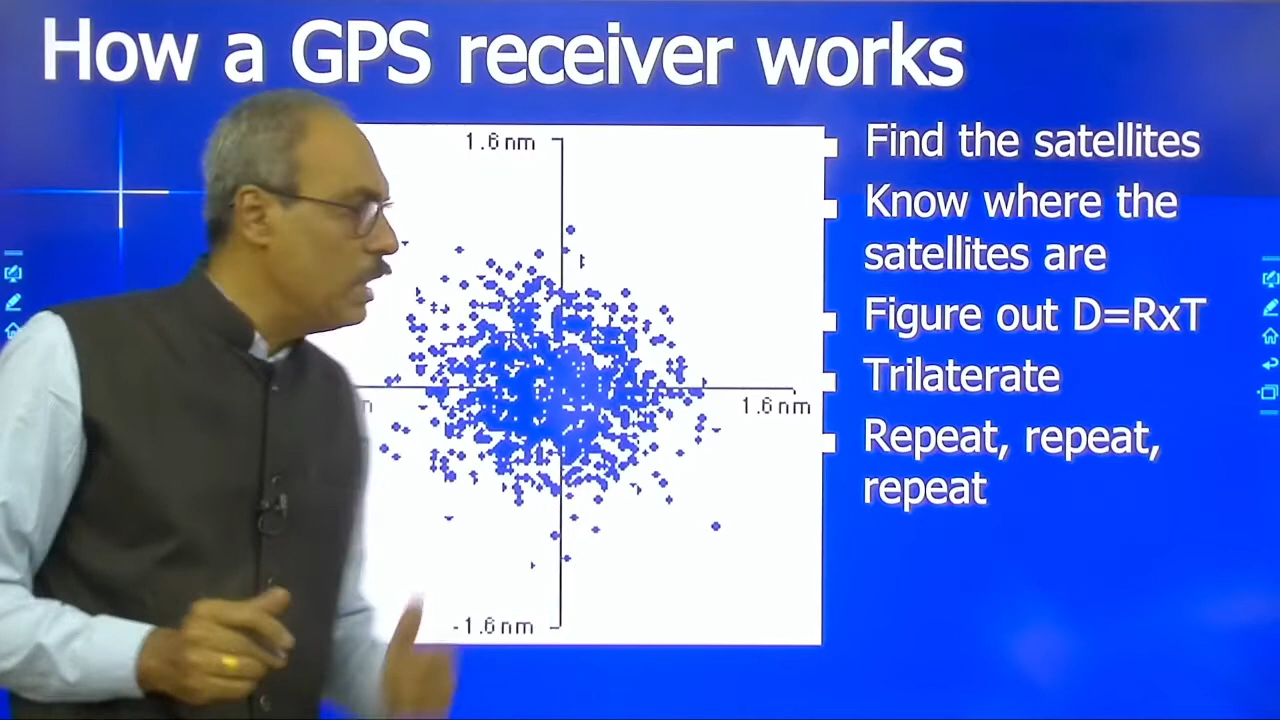 How a GPS receiver works
1.6 nm
1.6 nm
-1.6 nm
Find the satellites
Know where the
satellites are
Figure out D=RxT
Trilaterate
Repeat, repeat,
repeat